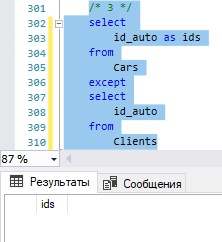 301 /* 3 */
302 select
303 id_auto as ids
304 from
305 Cars
306 except
307 select
308 id_auto
309 from
310 Clients
87 %
Результаты Сообщения
ids